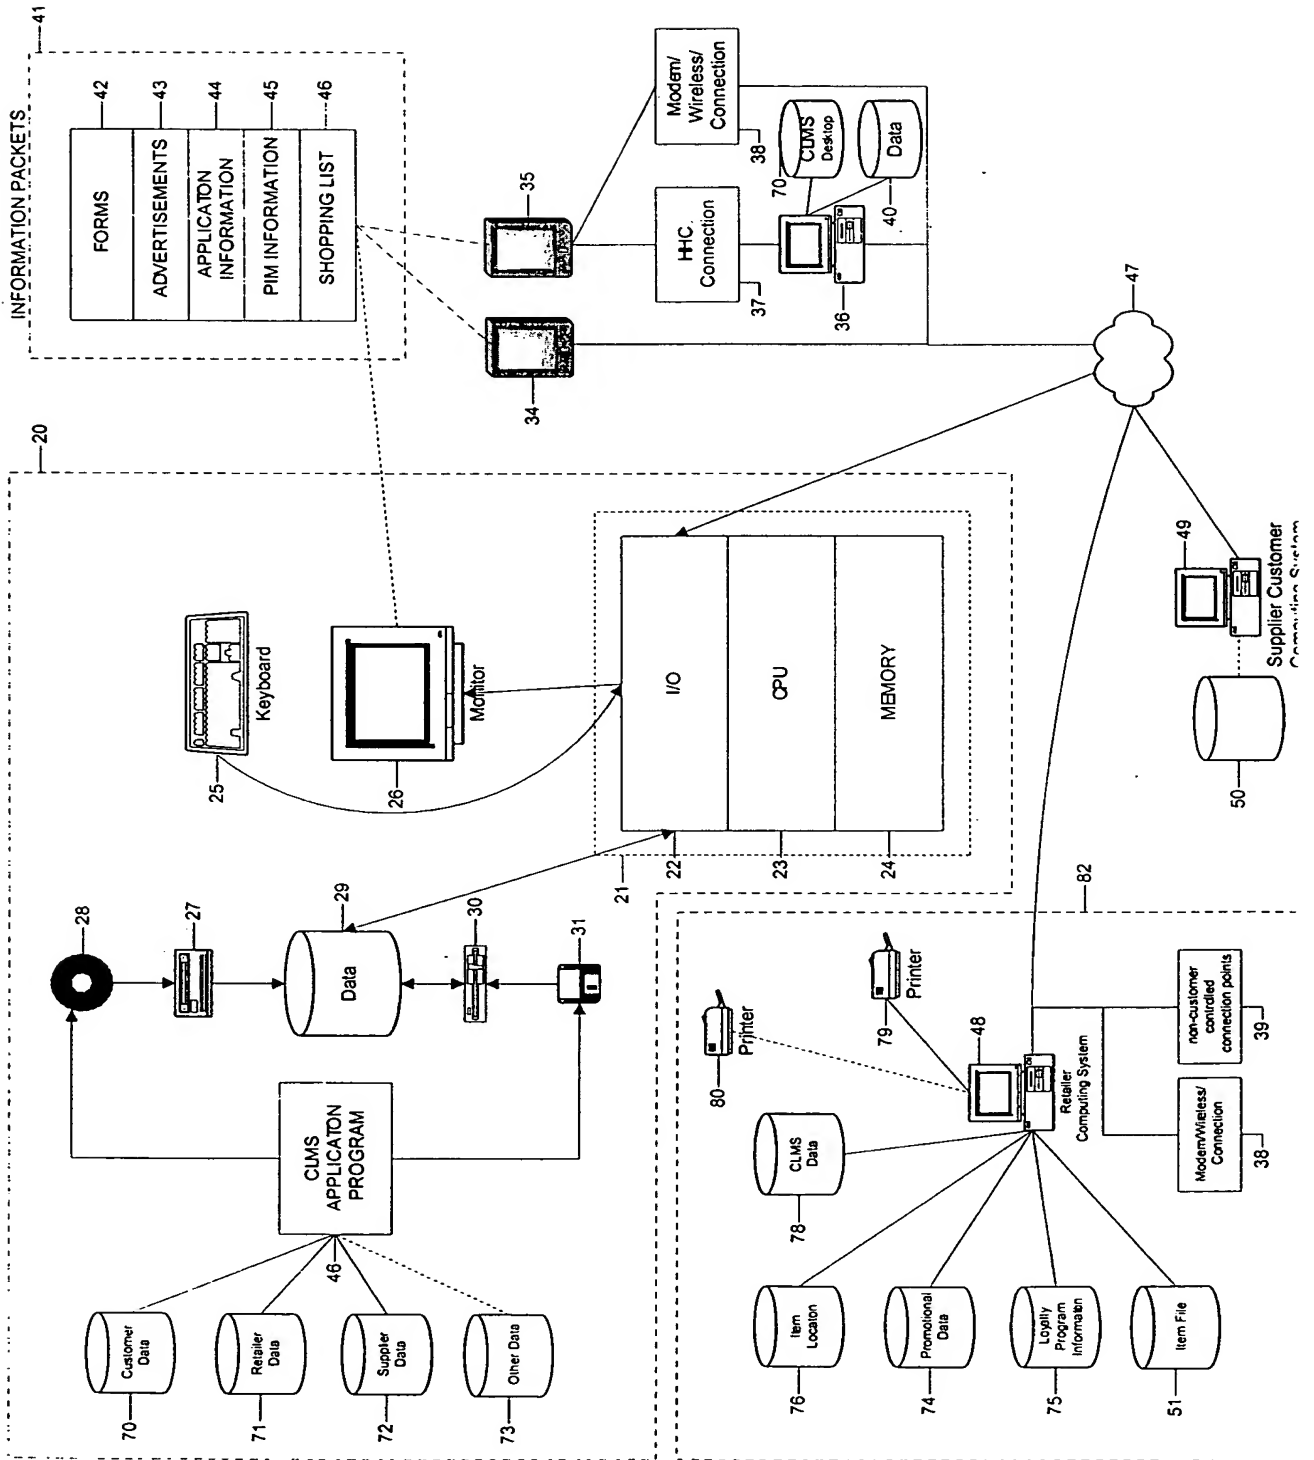 INFORMATION PACKETS
41
FORMS
42
ADVERTISEMENTS
43
APPLICATON
INFORMATION
44
PIM INFORMATION
45
SHOPPING LIST
46
35
34
Modem/
Wireless/
Connection
38
HHC
Connection
37
CLMS
Desktop
70
Data
40
36
47
20
Keyboard
25
Monitor
26
I/O
22
CPU
23
MEMORY
24
21
28
27
29
Data
30
31
CLMS
APPLICATON
PROGRAM
46
Customer
Data
70
Retailer
Data
71
Supplier
Data
72
Other Data
73
49
Supplier Customer
Computing System
50
82
Printer
80
Printer
79
48
Retailer
Computing System
CLMS
Data
78
Item
Locaton
76
Promotional
Data
74
Loyally
Program
Information
75
Item File
51
non-customer
controlled
connection points
39
Modem/Wireless/
Connection
38